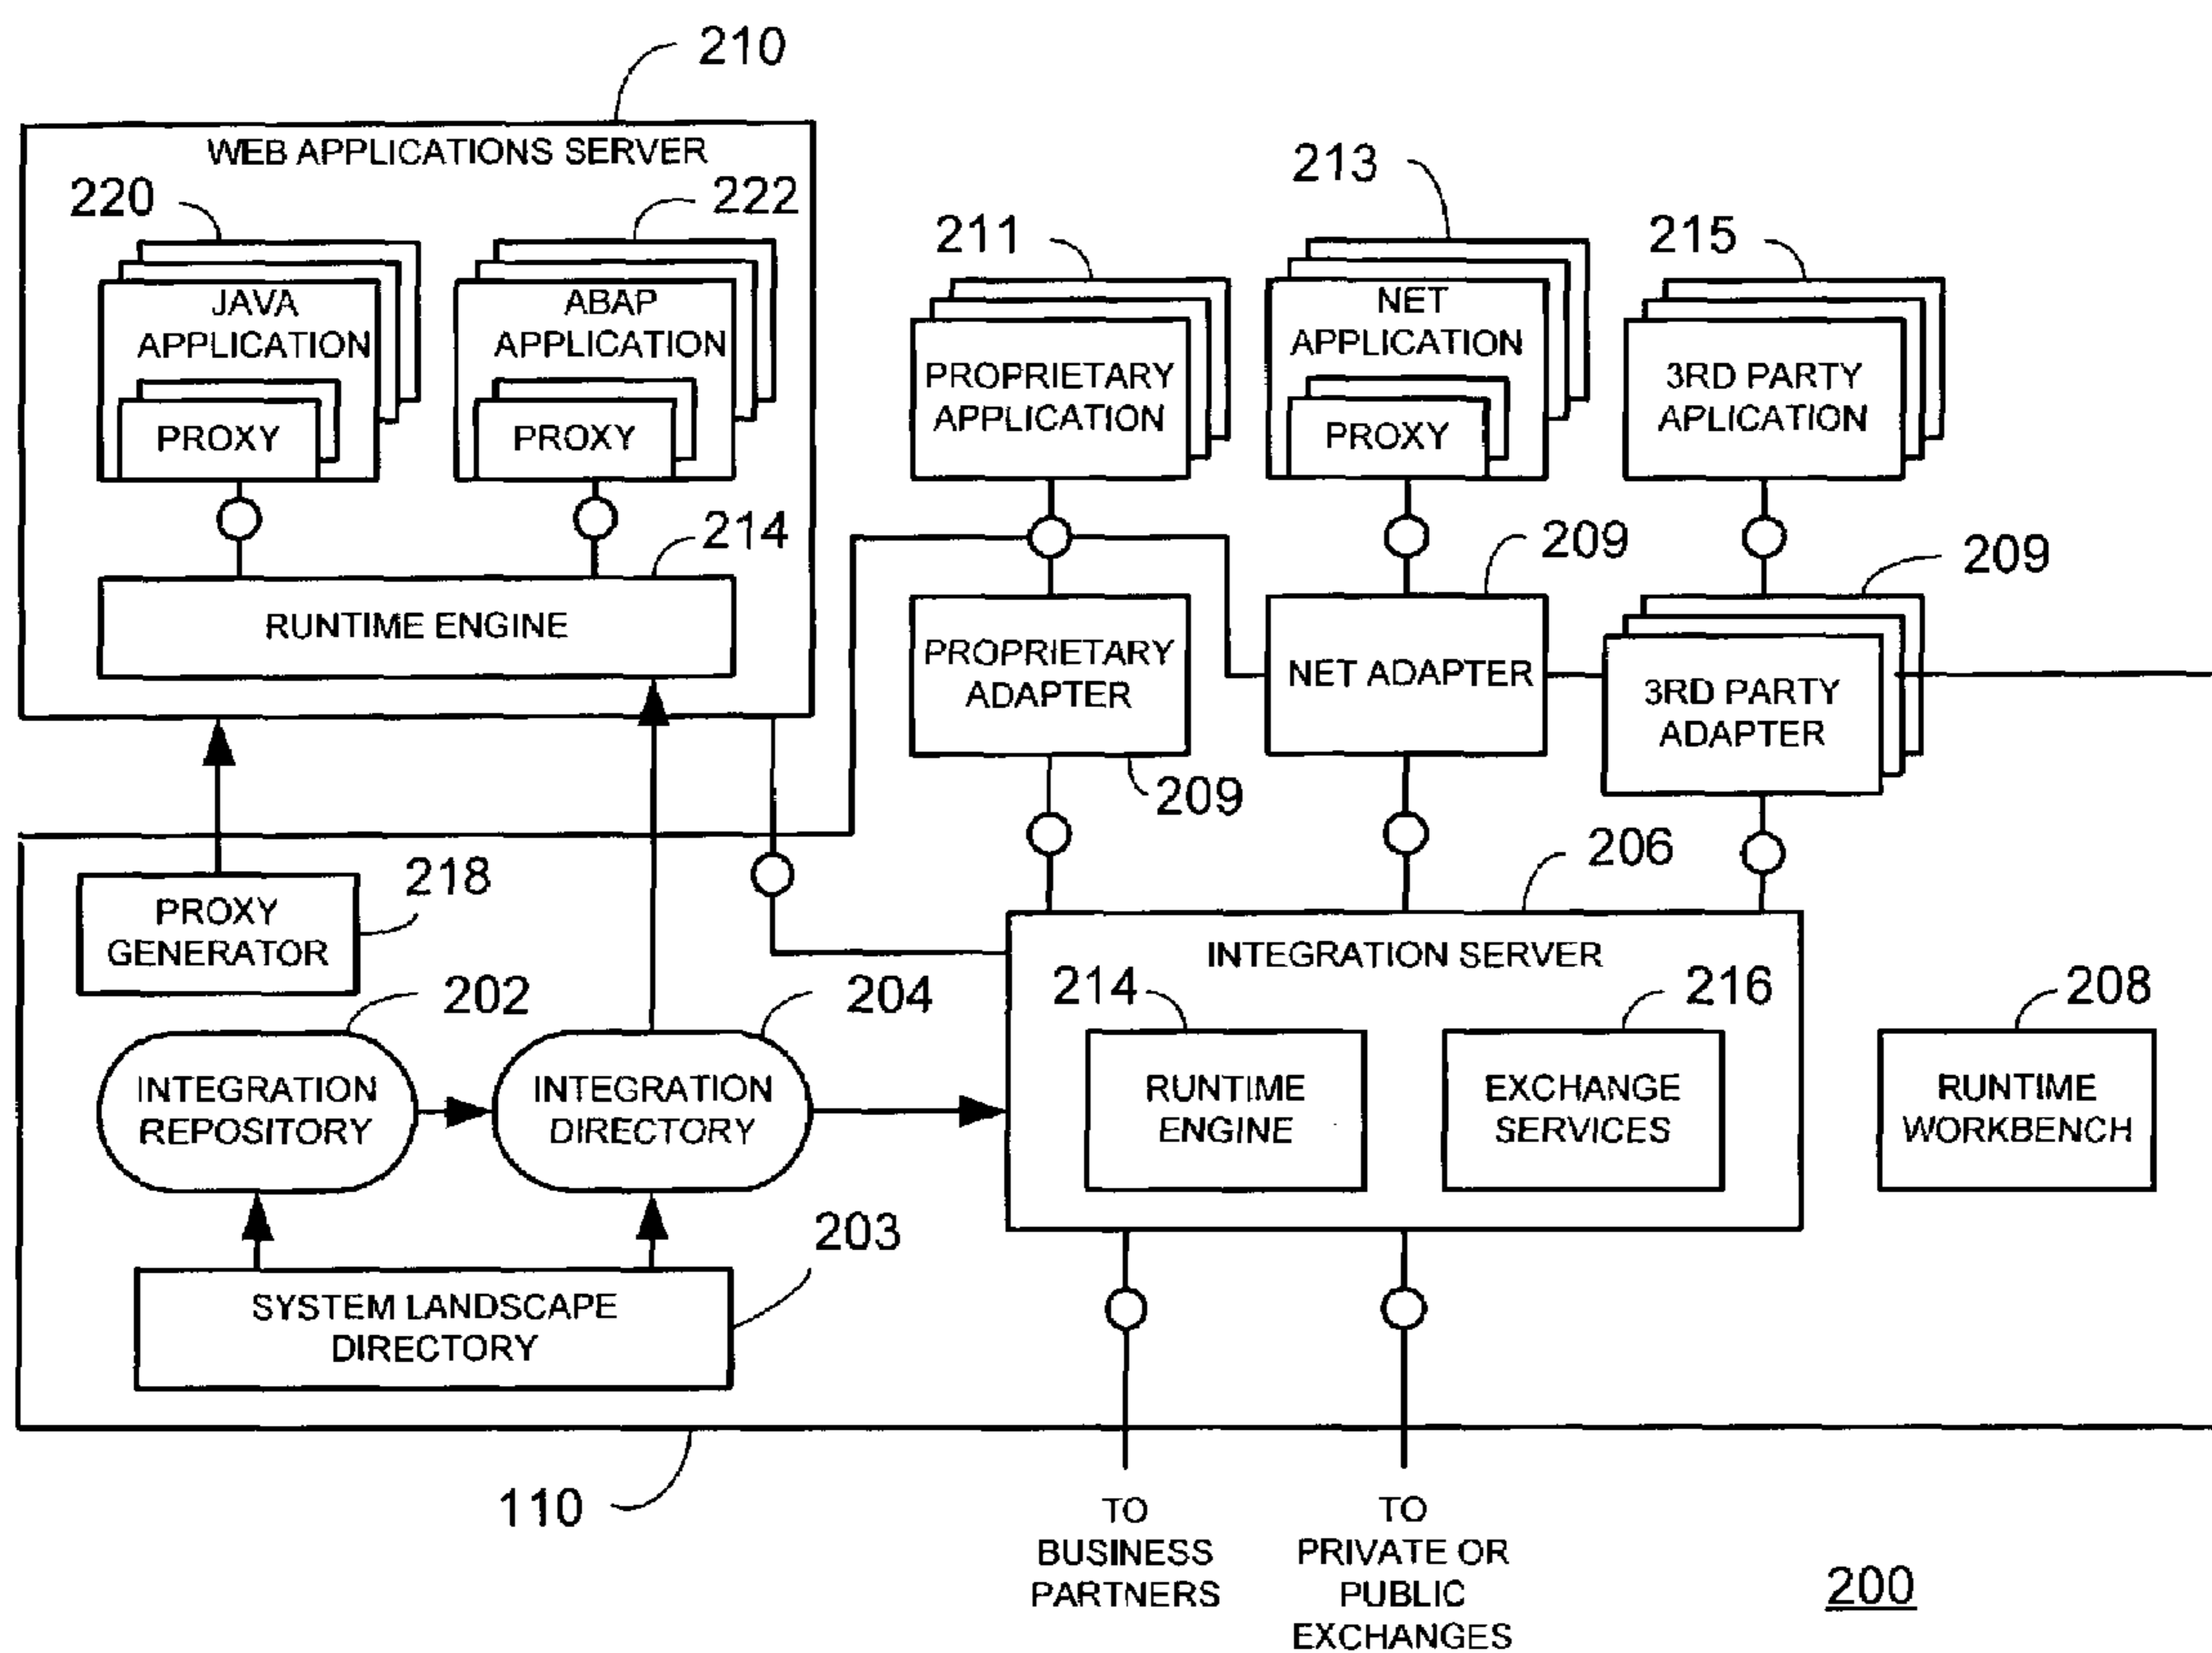 210
WEB APPLICATIONS SERVER
220
222
JAVA
APPLICATION
PROXY
ABAP
APPLICATION
PROXY
214
RUNTIME ENGINE
211
PROPRIETARY
APPLICATION
213
NET
APPLICATION
PROXY
215
3RD PARTY
APLICATION
PROPRIETARY
ADAPTER
209
209
NET ADAPTER
209
3RD PARTY
ADAPTER
218
PROXY
GENERATOR
202
INTEGRATION
REPOSITORY
204
INTEGRATION
DIRECTORY
203
SYSTEM LANDSCAPE
DIRECTORY
206
INTEGRATION SERVER
214
RUNTIME
ENGINE
216
EXCHANGE
SERVICES
208
RUNTIME
WORKBENCH
110
TO
BUSINESS
PARTNERS
TO
PRIVATE OR
PUBLIC
EXCHANGES
200